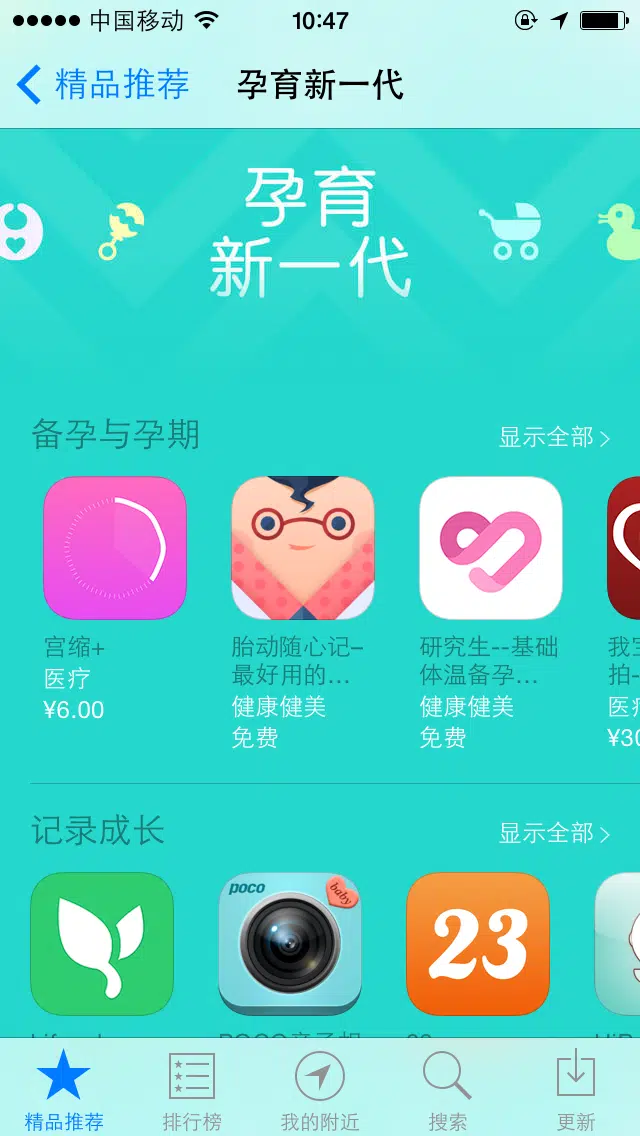 中国移动
10:47
精品推荐
孕育新一代
孕育
新一代
备孕与孕期
显示全部
宫缩+
医疗
¥6.00
胎动随心记–
最好用的...
健康健美
免费
研究生--基础
体温备孕...
健康健美
免费
我宝
拍-
医疗
¥30
记录成长
显示全部
poco
baby
23
精品推荐
排行榜
我的附近
搜索
更新